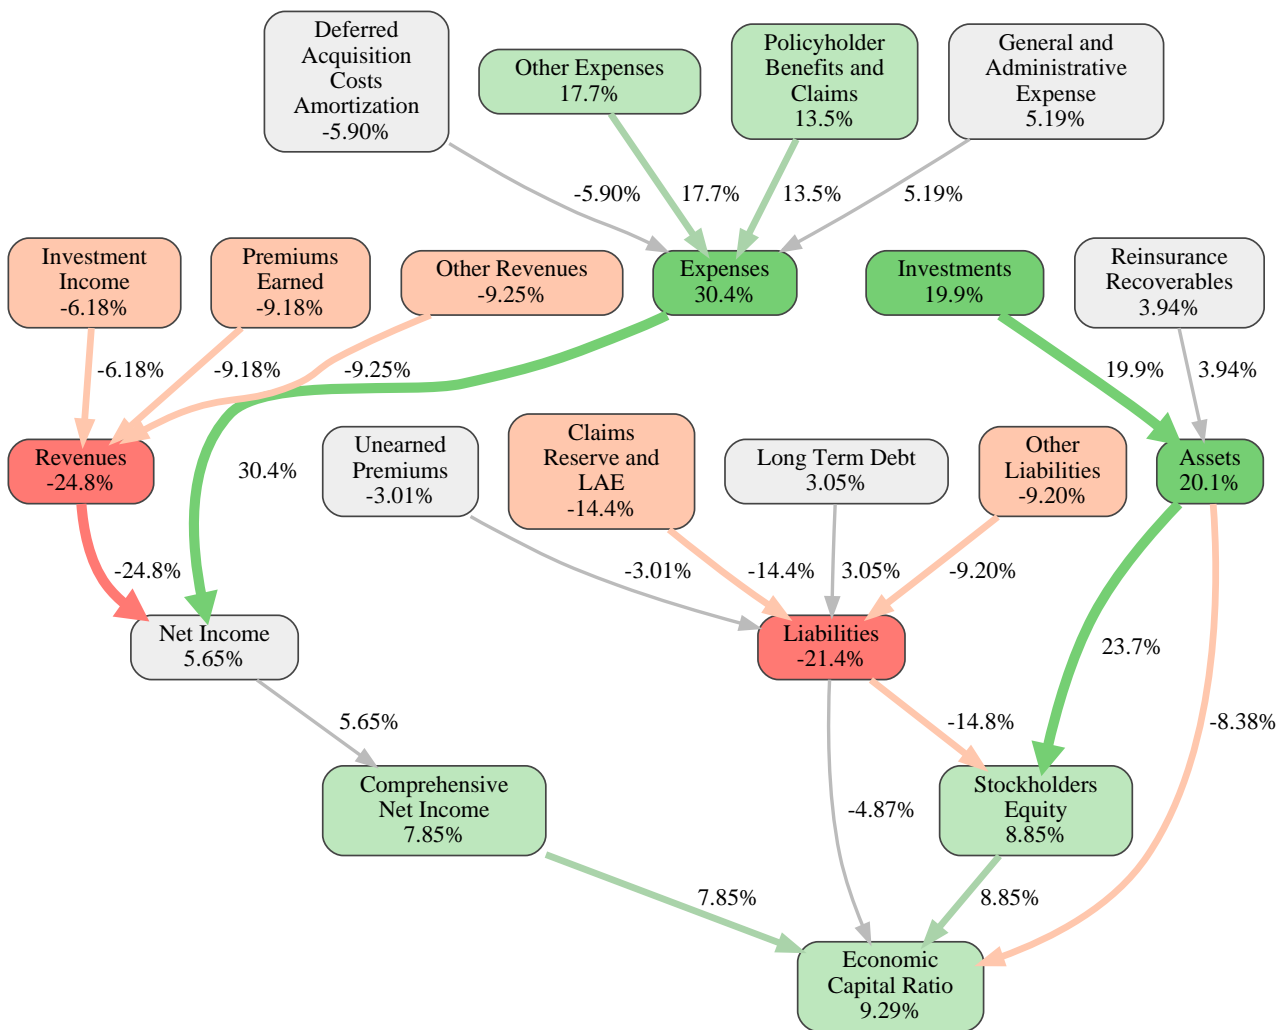 Deferred
Acquisition
Costs
Amortization
-5.90%
Other Expenses
17.7%
Policyholder
Benefits and
Claims
13.5%
General and
Administrative
Expense
5.19%
-5.90%
17.7%
13.5%
5.19%
Investment
Income
-6.18%
Premiums
Earned
-9.18%
Other Revenues
-9.25%
Expenses
30.4%
Investments
19.9%
Reinsurance
Recoverables
3.94%
-6.18%
-9.18%
-9.25%
19.9%
3.94%
Revenues
-24.8%
30.4%
Unearned
Premiums
-3.01%
Claims
Reserve and
LAE
-14.4%
Long Term Debt
3.05%
Other
Liabilities
-9.20%
Assets
20.1%
-24.8%
-3.01%
-14.4%
3.05%
-9.20%
Net Income
5.65%
Liabilities
-21.4%
23.7%
5.65%
-14.8%
-8.38%
Comprehensive
Net Income
7.85%
-4.87%
Stockholders
Equity
8.85%
7.85%
8.85%
Economic
Capital Ratio
9.29%